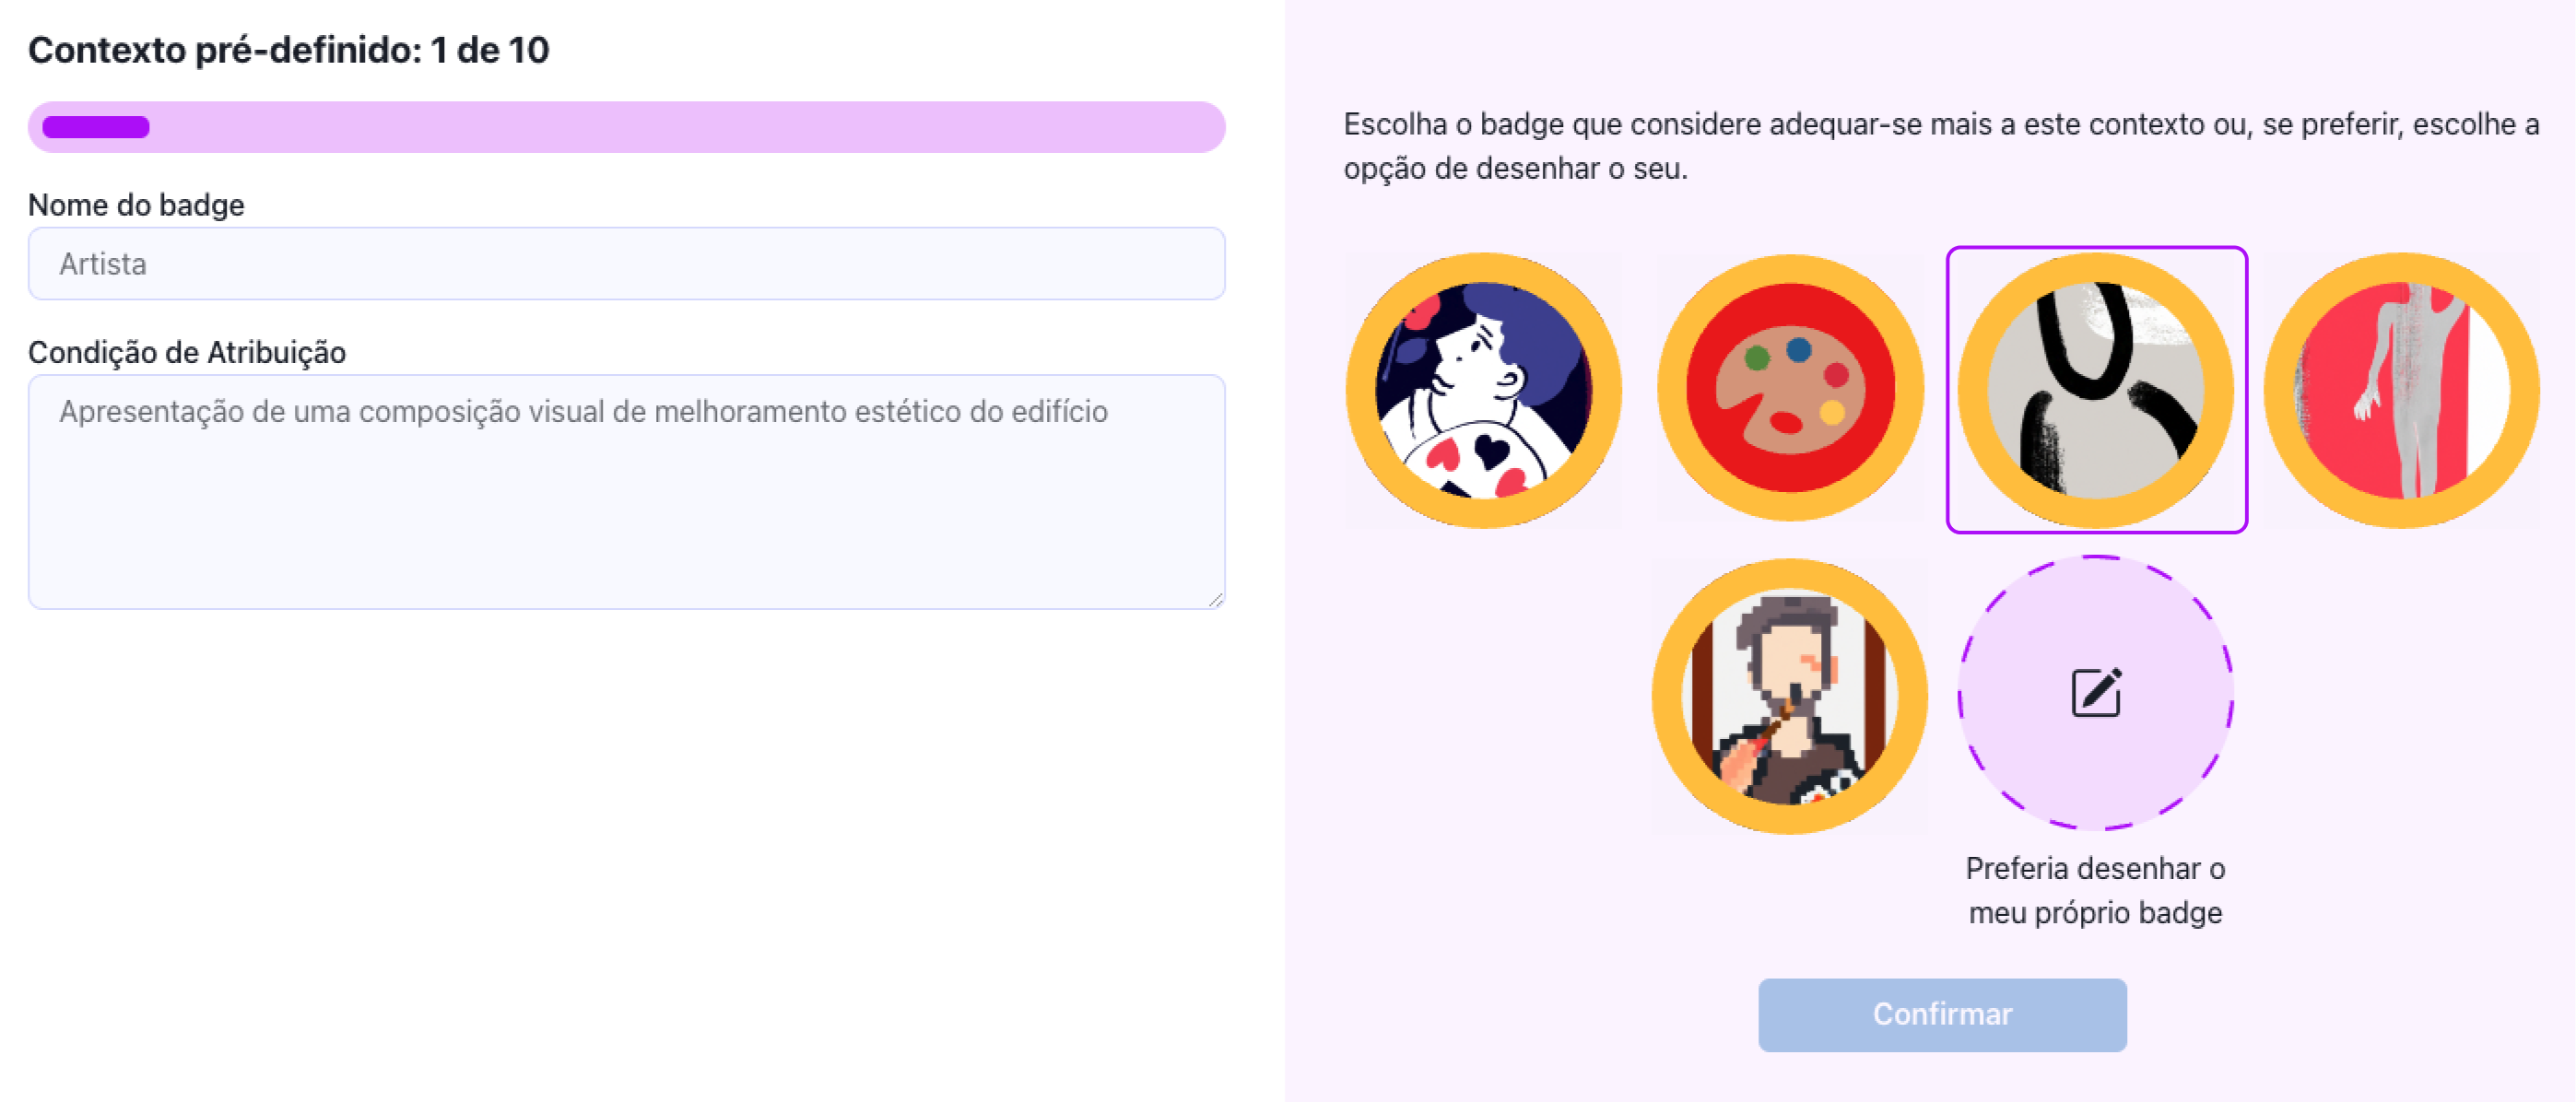 Contexto pré-definido: 1 de 10
Nome do badge
Artista
Condição de Atribuição
Apresentação de uma composição visual de melhoramento estético do edifício
Escolha o badge que considere adequar-se mais a este contexto ou, se preferir, escolhe a
opção de desenhar o seu.
Preferia desenhar o
meu próprio badge
Confirmar